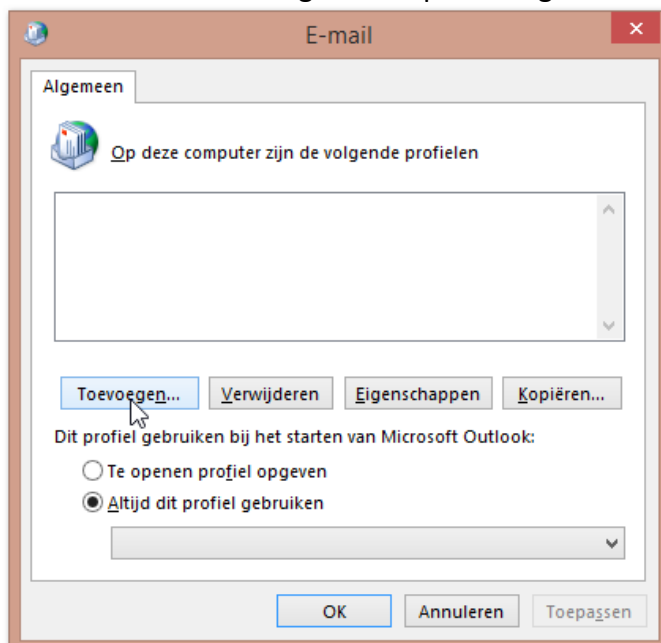 E-mail
Algemeen
Op deze computer zijn de volgende profielen
Toevoegen... Verwijderen Eigenschappen Kopiëren...
Dit profiel gebruiken bij het starten van Microsoft Outlook:
Te openen profiel opgeven
Altijd dit profiel gebruiken
OK Annuleren Toepassen